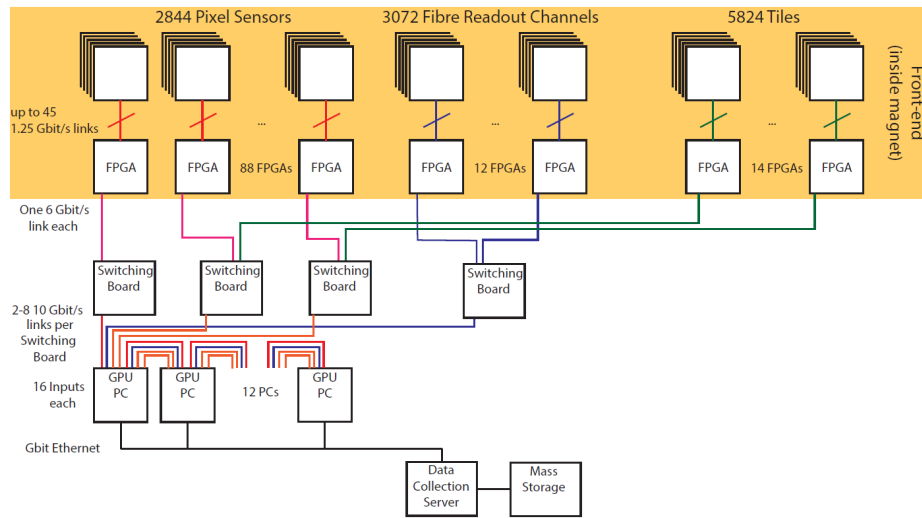 2844 Pixel Sensors
3072 Fibre Readout Channels
5824 Tiles
Front-end
(inside magnet)
up to 45
1.25 Gbit/s links
...
...
...
FPGA
FPGA
88 FPGAs
FPGA
FPGA
12 FPGAs
FPGA
FPGA
14 FPGAs
FPGA
One 6 Gbit/s
link each
Switching
Board
Switching
Board
Switching
Board
Switching
Board
2-8 10 Gbit/s
links per
Switching
Board
16 Inputs
each
GPU
PC
GPU
PC
12 PCs
GPU
PC
Gbit Ethernet
Data
Collection
Server
Mass
Storage